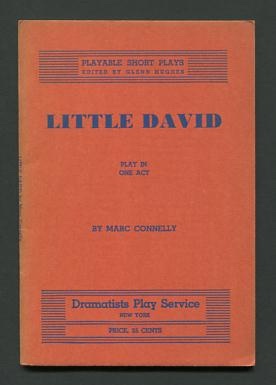 PLAYABLE SHORT PLAYS
EDITED BY GLENN HUGHES
LITTLE DAVID
PLAY IN
ONE ACT
BY MARC CONNELLY
Dramatists Play Service
NEW YORK
PRICE, 35 CENTS